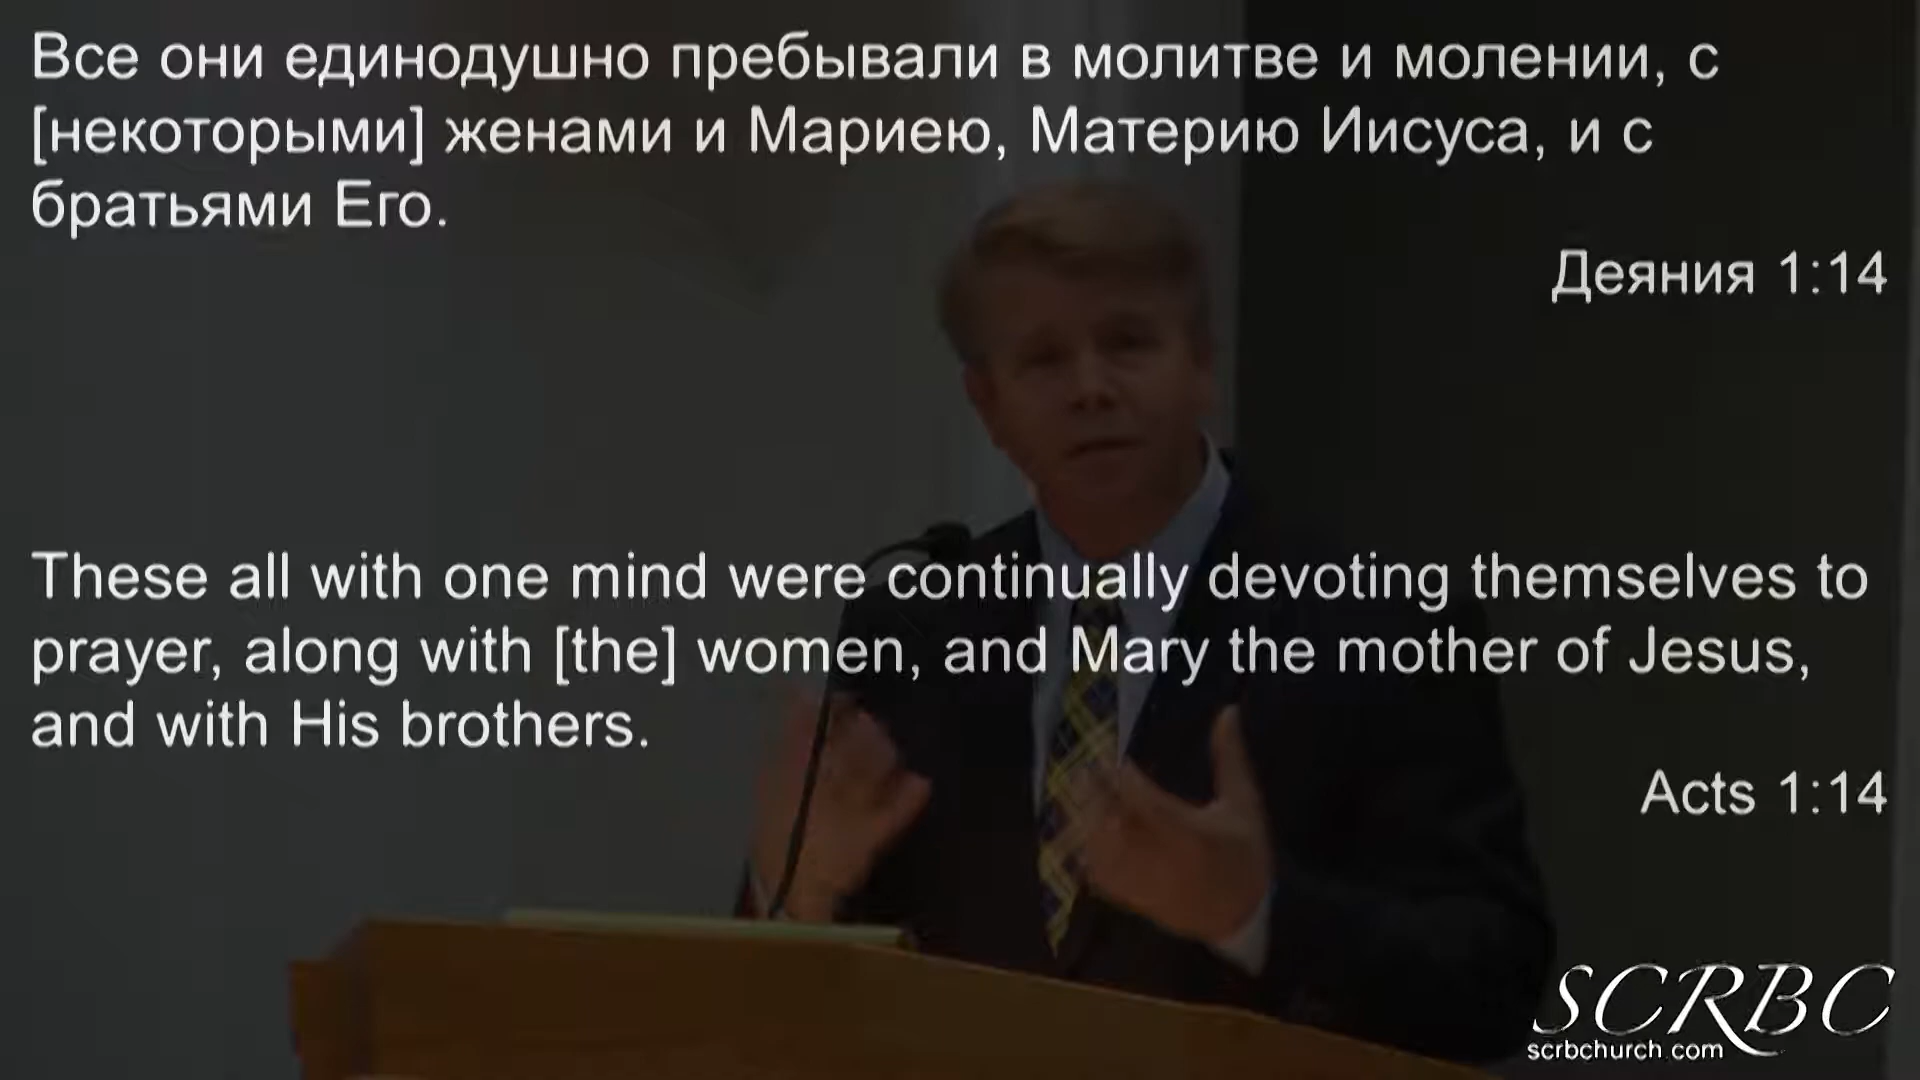 Все они единодушно пребывали в молитве и молении, с
[некоторыми] женами и Мариею, Материю Иисуса, и с
братьями Его.
Деяния 1:14
These all with one mind were continually devoting themselves to
prayer, along with [the] women, and Mary the mother of Jesus,
and with His brothers.
Acts 1:14
SCRBC
scrbchurch.com